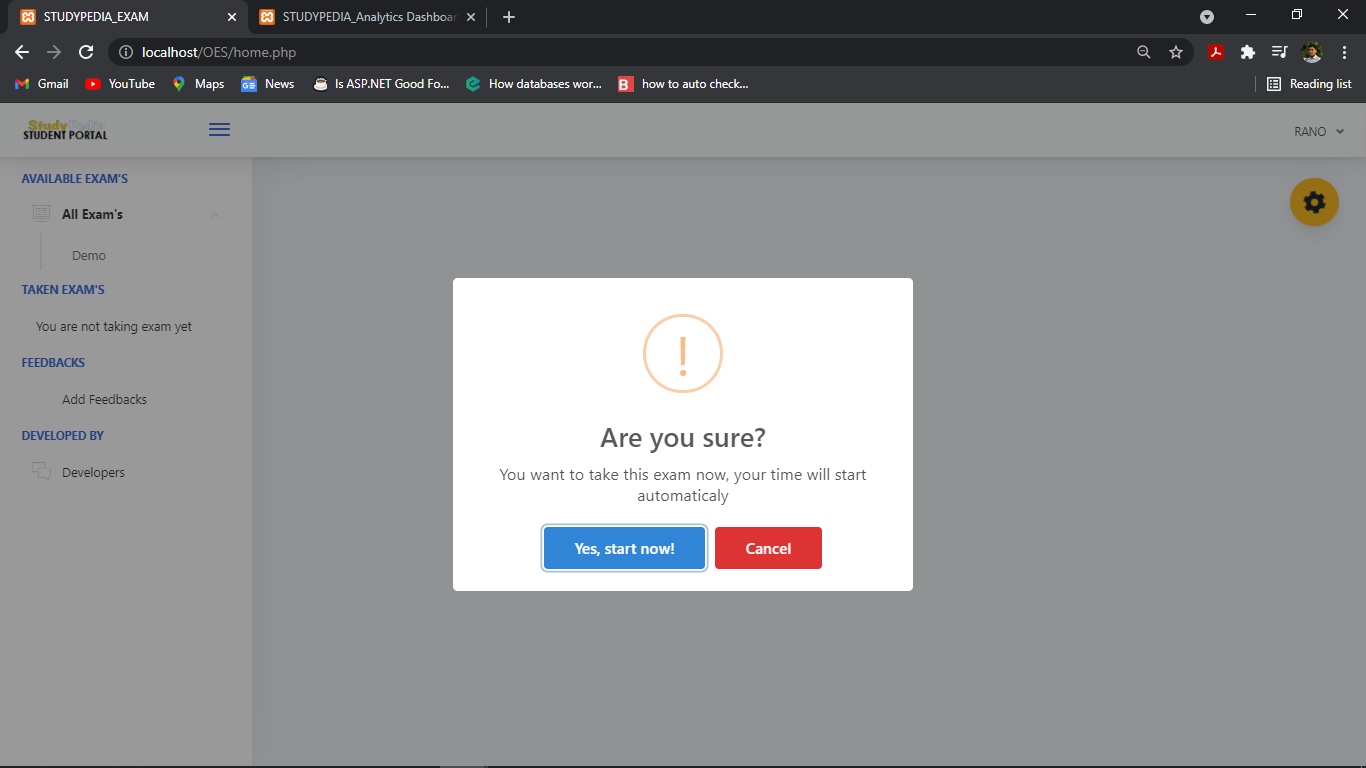 STUDYPEDIA_EXAM
STUDYPEDIA_Analytics Dashboar
localhost/OES/home.php
Gmail
YouTube
Maps
News
Is ASP.NET Good Fo...
How databases wor...
B
how to auto check...
Reading list
StudyPedia
STUDENT PORTAL
RANO
AVAILABLE EXAM'S
All Exam's
Demo
TAKEN EXAM'S
You are not taking exam yet
FEEDBACKS
Add Feedbacks
DEVELOPED BY
Developers
!
Are you sure?
You want to take this exam now, your time will start
automaticaly
Yes, start now!
Cancel